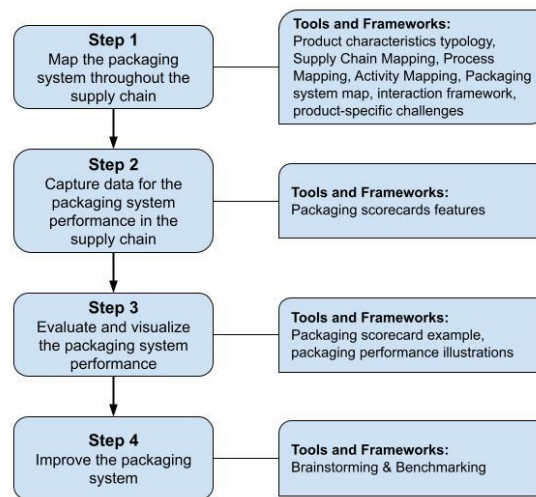 Step 1
Map the packaging
system throughout the
supply chain
Tools and Frameworks:
Product characteristics typology,
Supply Chain Mapping, Process
Mapping, Activity Mapping, Packaging
system map, interaction framework,
product-specific challenges
Step 2
Capture data for the
packaging system
performance in the
supply chain
Tools and Frameworks:
Packaging scorecards features
Step 3
Evaluate and visualize
the packaging system
performance
Tools and Frameworks:
Packaging scorecard example,
packaging performance illustrations
Step 4
Improve the packaging
system
Tools and Frameworks:
Brainstorming & Benchmarking